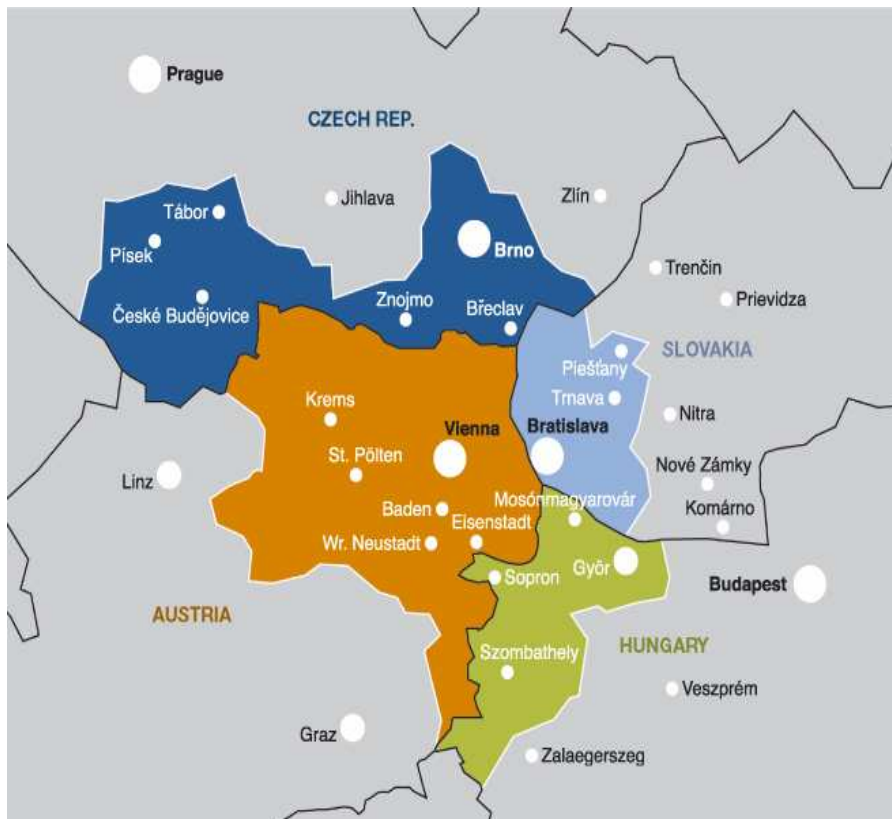 Prague
CZECH REP.
Jihlava
Zlín
Tábor
Písek
Brno
Trenčín
Prievidza
České Budějovice
Znojmo
Břeclav
SLOVAKIA
Piešťany
Trnava
Krems
Nitra
Vienna
Bratislava
St. Pölten
Linz
Nové Zámky
Mosónmagyarovár
Komárno
Baden
Eisenstadt
Wr. Neustadt
Györ
Sopron
Budapest
AUSTRIA
HUNGARY
Szombathely
Veszprém
Graz
Zalaegerszeg